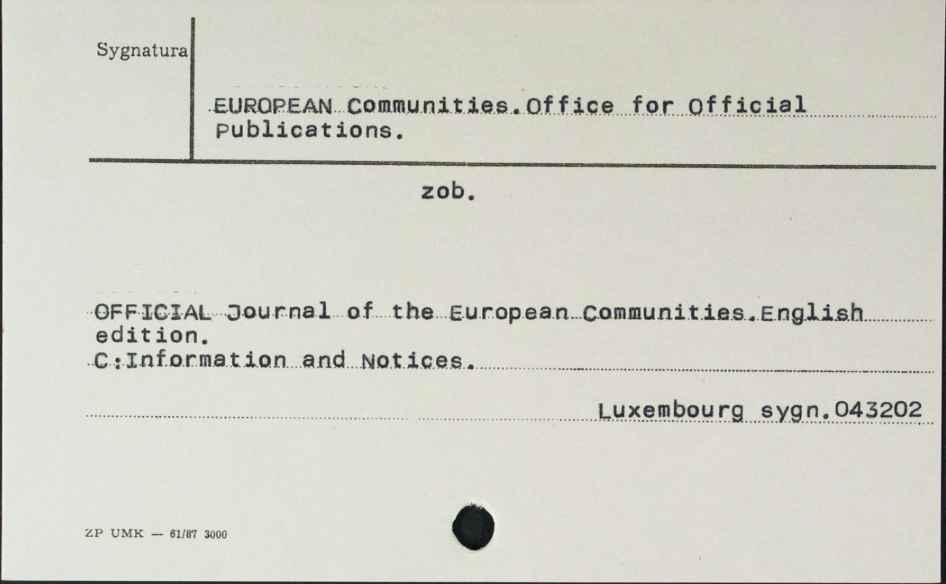 Sygnatura
EUROPEAN Communities.Office for Official
Publications.
zob.
OFFICIAL Journal of the European Communities.English
edition.
C:Information and Notices.
Luxembourg sygn.043202
ZP UMK — 61/87 3000